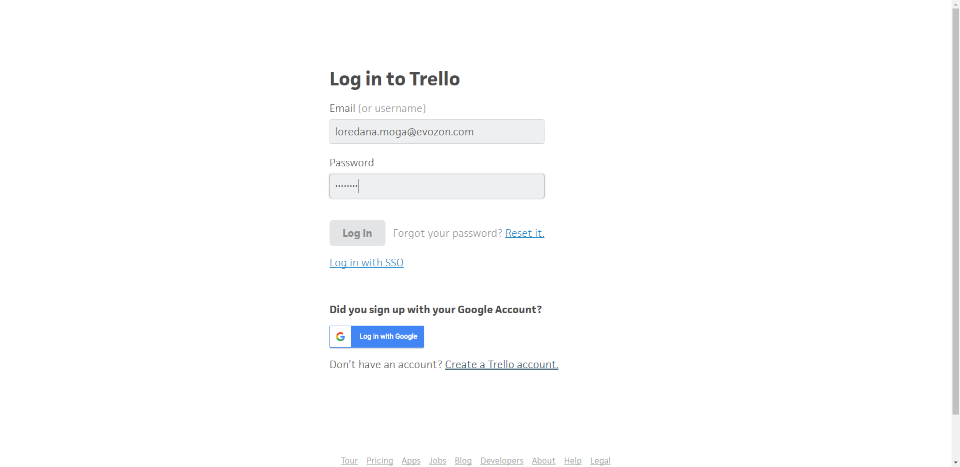 Log in to Trello
Email (or username)
loredana.moga@evozon.com
Password
••••••••
Log In Forgot your password? Reset it.
Log in with SSO
Did you sign up with your Google Account?
G Log in with Google
Don't have an account? Create a Trello account.
Tour Pricing Apps Jobs Blog Developers About Help Legal